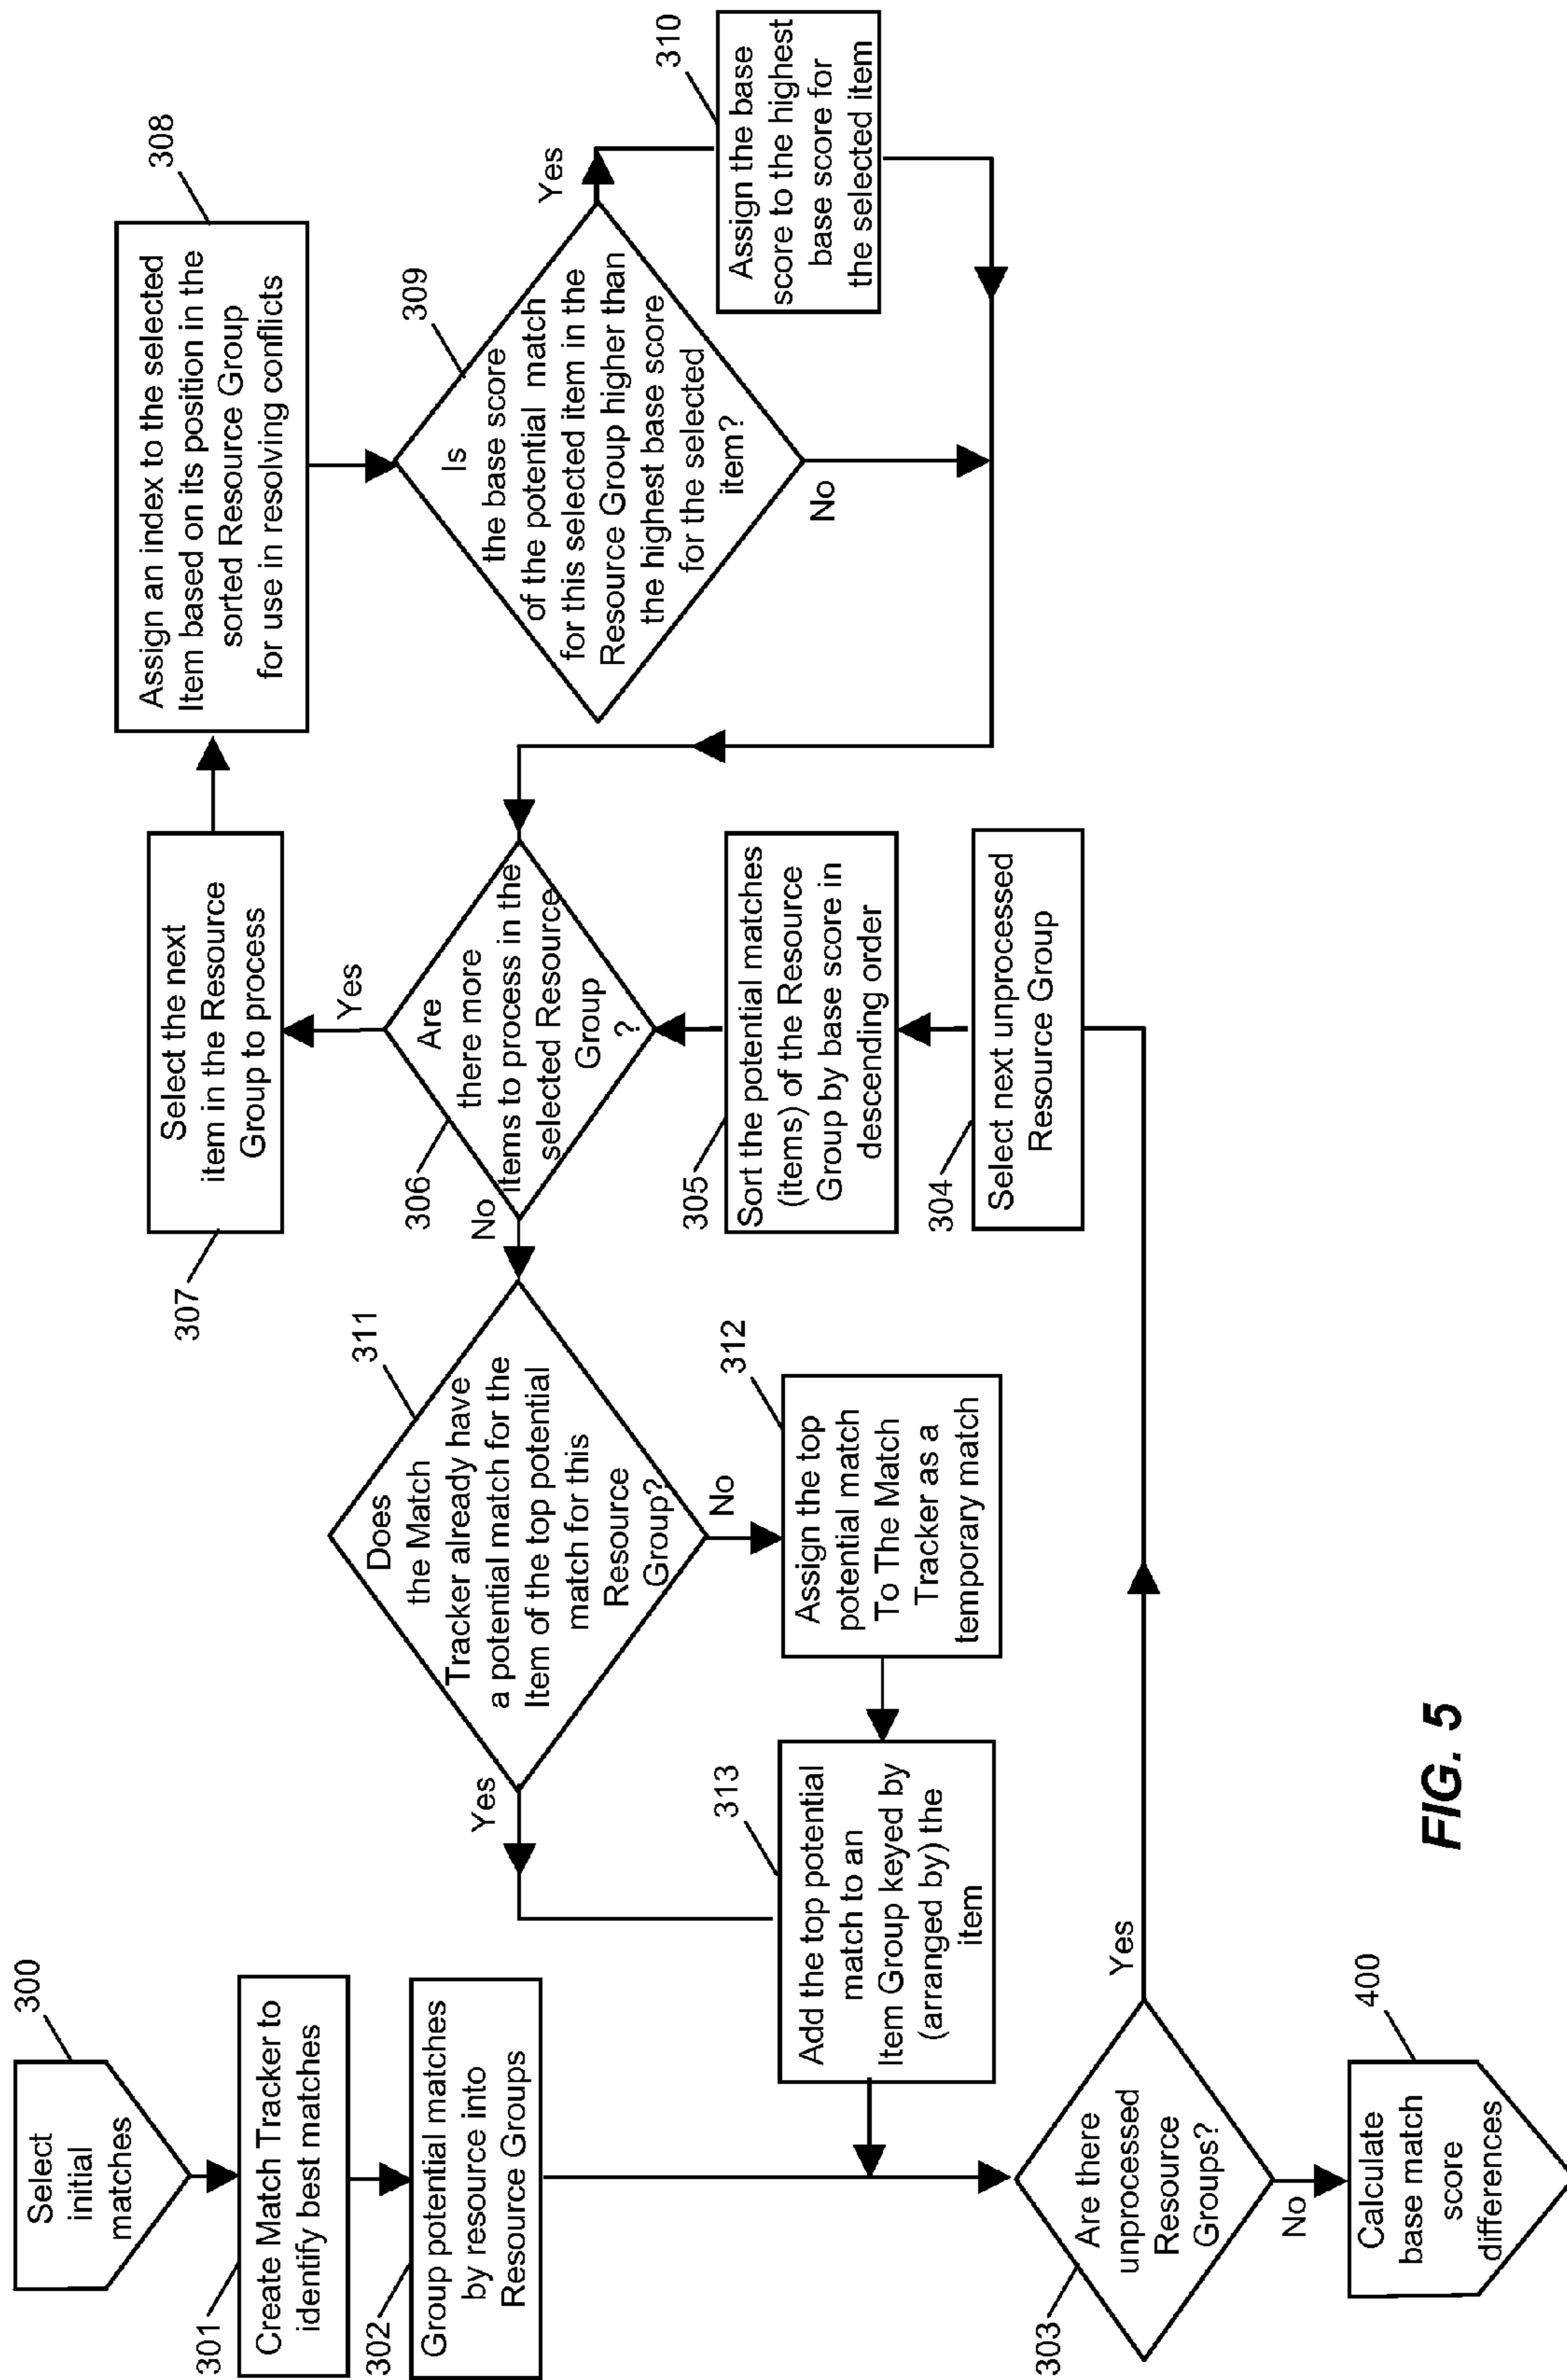 300
Select
initial
matches
301
Create Match Tracker to
identify best matches
302
Group potential matches
by resource into
Resource Groups
303
Are there
unprocessed
Resource
Groups?
Yes
No
400
Calculate
base match
score
differences
304
Select next unprocessed
Resource Group
305
Sort the potential matches
(items) of the Resource
Group by base score in
descending order
306
Are
there more
items to process in the
selected Resource
Group
?
Yes
No
307
Select the next
item in the Resource
Group to process
308
Assign an index to the selected
Item based on its position in the
sorted Resource Group
for use in resolving conflicts
309
Is
the base score
of the potential match
for this selected item in the
Resource Group higher than
the highest base score
for the selected
item?
Yes
No
310
Assign the base
score to the highest
base score for
the selected item
311
Does
the Match
Tracker already have
a potential match for the
Item of the top potential
match for this
Resource
Group?
Yes
No
312
Assign the top
potential match
To The Match
Tracker as a
temporary match
313
Add the top potential
match to an
Item Group keyed by
(arranged by) the
item
FIG. 5